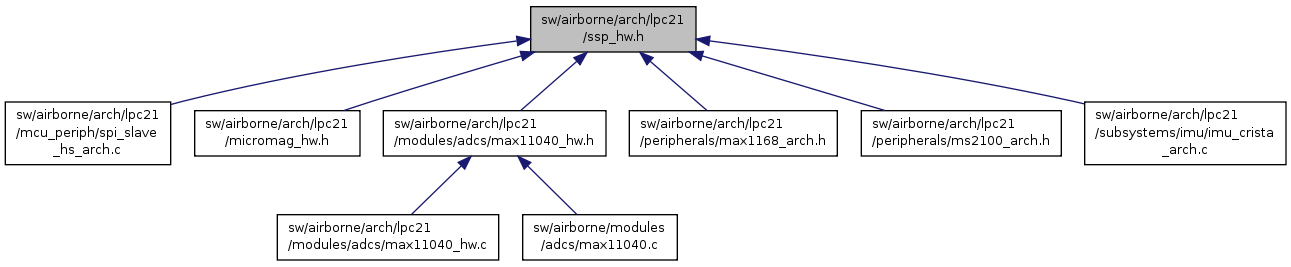 sw/airborne/arch/lpc21
/ssp_hw.h
sw/airborne/arch/lpc21
/mcu_periph/spi_slave
_hs_arch.c
sw/airborne/arch/lpc21
/micromag_hw.h
sw/airborne/arch/lpc21
/modules/adcs/max11040_hw.h
sw/airborne/arch/lpc21
/peripherals/max1168_arch.h
sw/airborne/arch/lpc21
/peripherals/ms2100_arch.h
sw/airborne/arch/lpc21
/subsystems/imu/imu_crista
_arch.c
sw/airborne/arch/lpc21
/modules/adcs/max11040_hw.c
sw/airborne/modules
/adcs/max11040.c